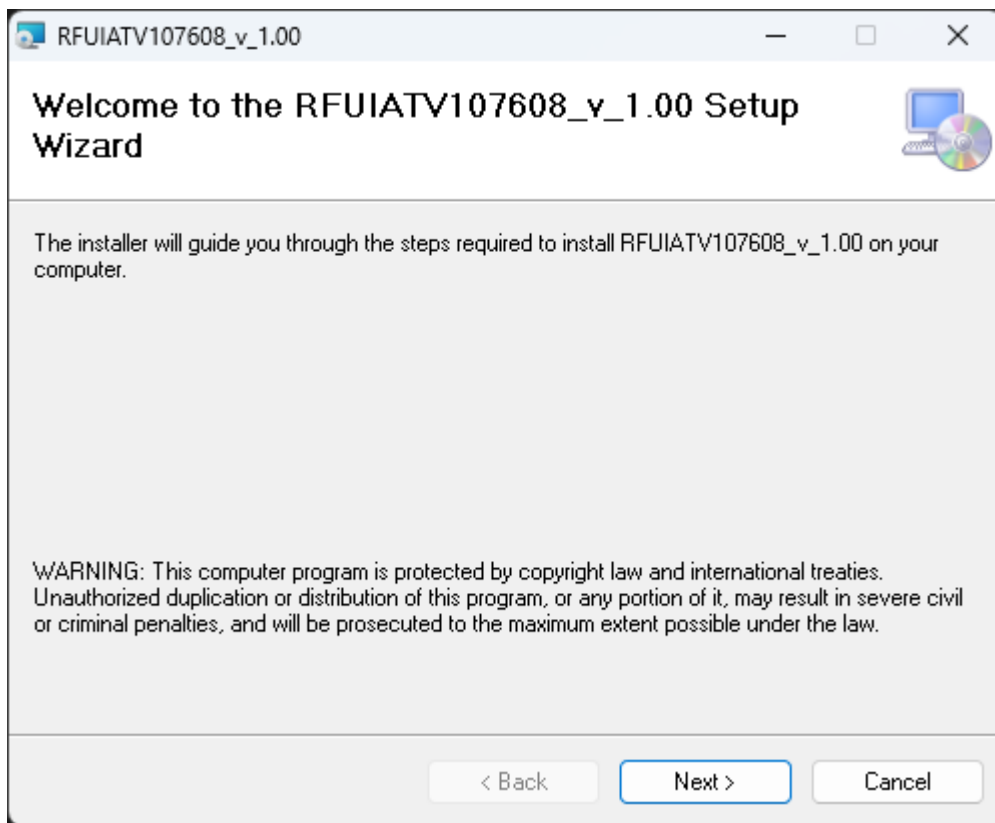 RFUIATV107608_v_1.00
Welcome to the RFUIATV107608_v_1.00 Setup
Wizard
The installer will guide you through the steps required to install RFUIATV107608_v_1.00 on your
computer.
WARNING: This computer program is protected by copyright law and international treaties.
Unauthorized duplication or distribution of this program, or any portion of it, may result in severe civil
or criminal penalties, and will be prosecuted to the maximum extent possible under the law.
< Back Next > Cancel